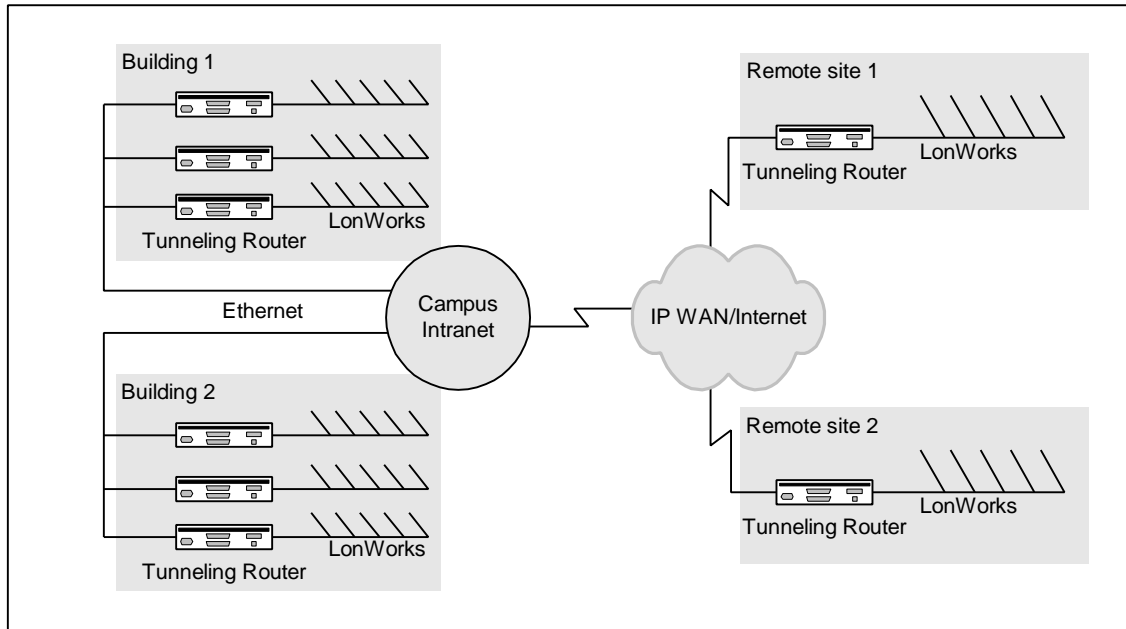 Building 1
LonWorks
Tunneling Router
Ethernet
Campus
Intranet
Building 2
LonWorks
Tunneling Router
IP WAN/Internet
Remote site 1
LonWorks
Tunneling Router
Remote site 2
LonWorks
Tunneling Router